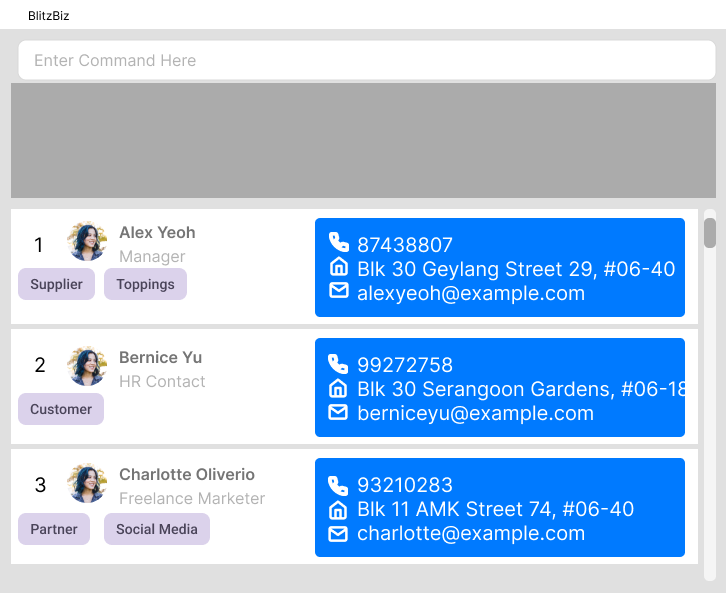 BlitzBiz
Enter Command Here
1
Alex Yeoh
Manager
Supplier
Toppings
87438807
Blk 30 Geylang Street 29, #06-40
alexyeoh@example.com
2
Bernice Yu
HR Contact
Customer
99272758
Blk 30 Serangoon Gardens, #06-18
berniceyu@example.com
3
Charlotte Oliverio
Freelance Marketer
Partner
Social Media
93210283
Blk 11 AMK Street 74, #06-40
charlotte@example.com